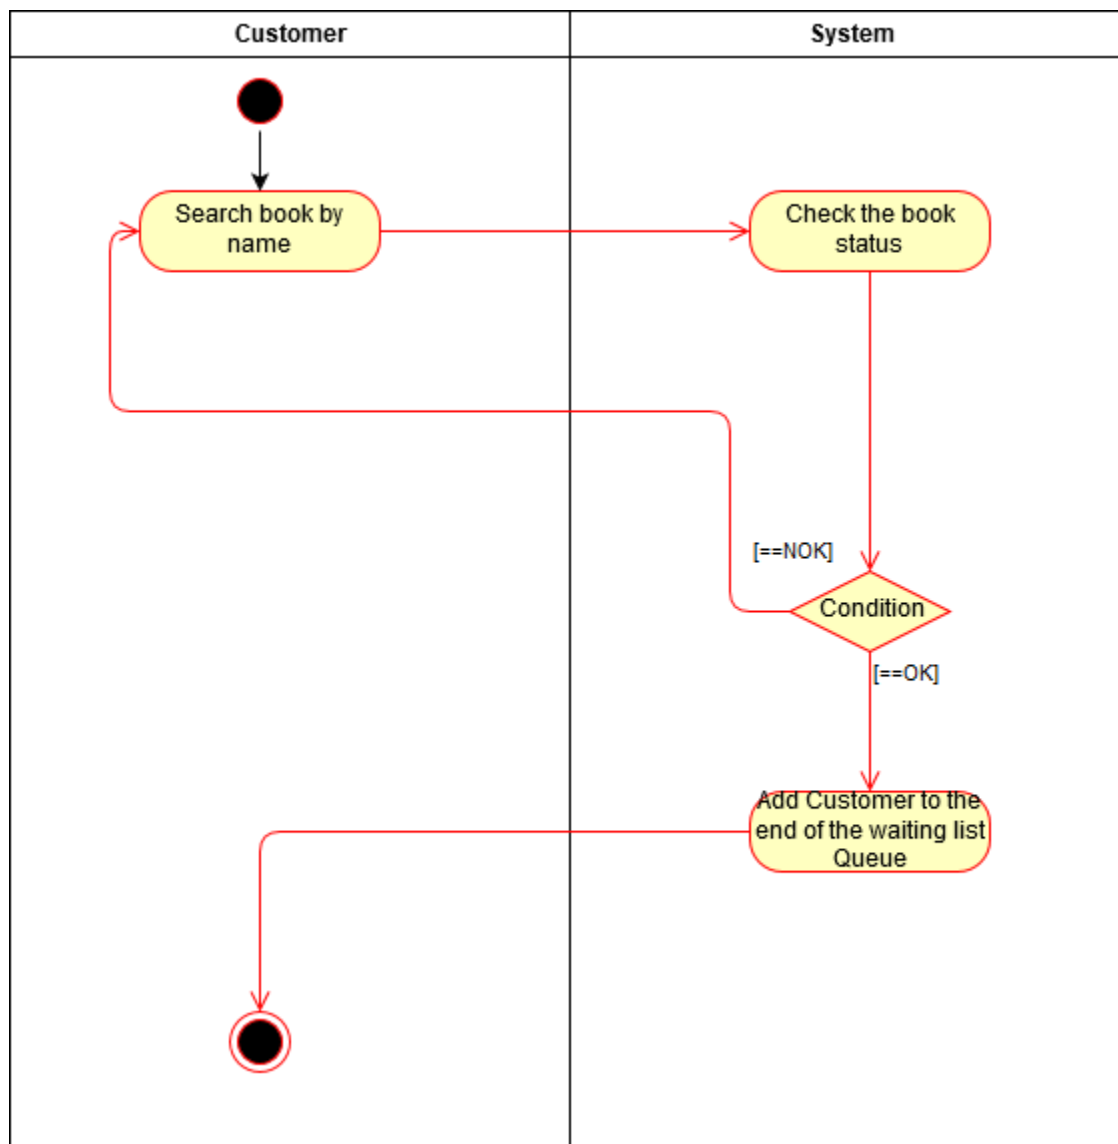 Customer
System
Search book by
name
Check the book
status
[==NOK]
Condition
[==OK]
Add Customer to the
end of the waiting list
Queue